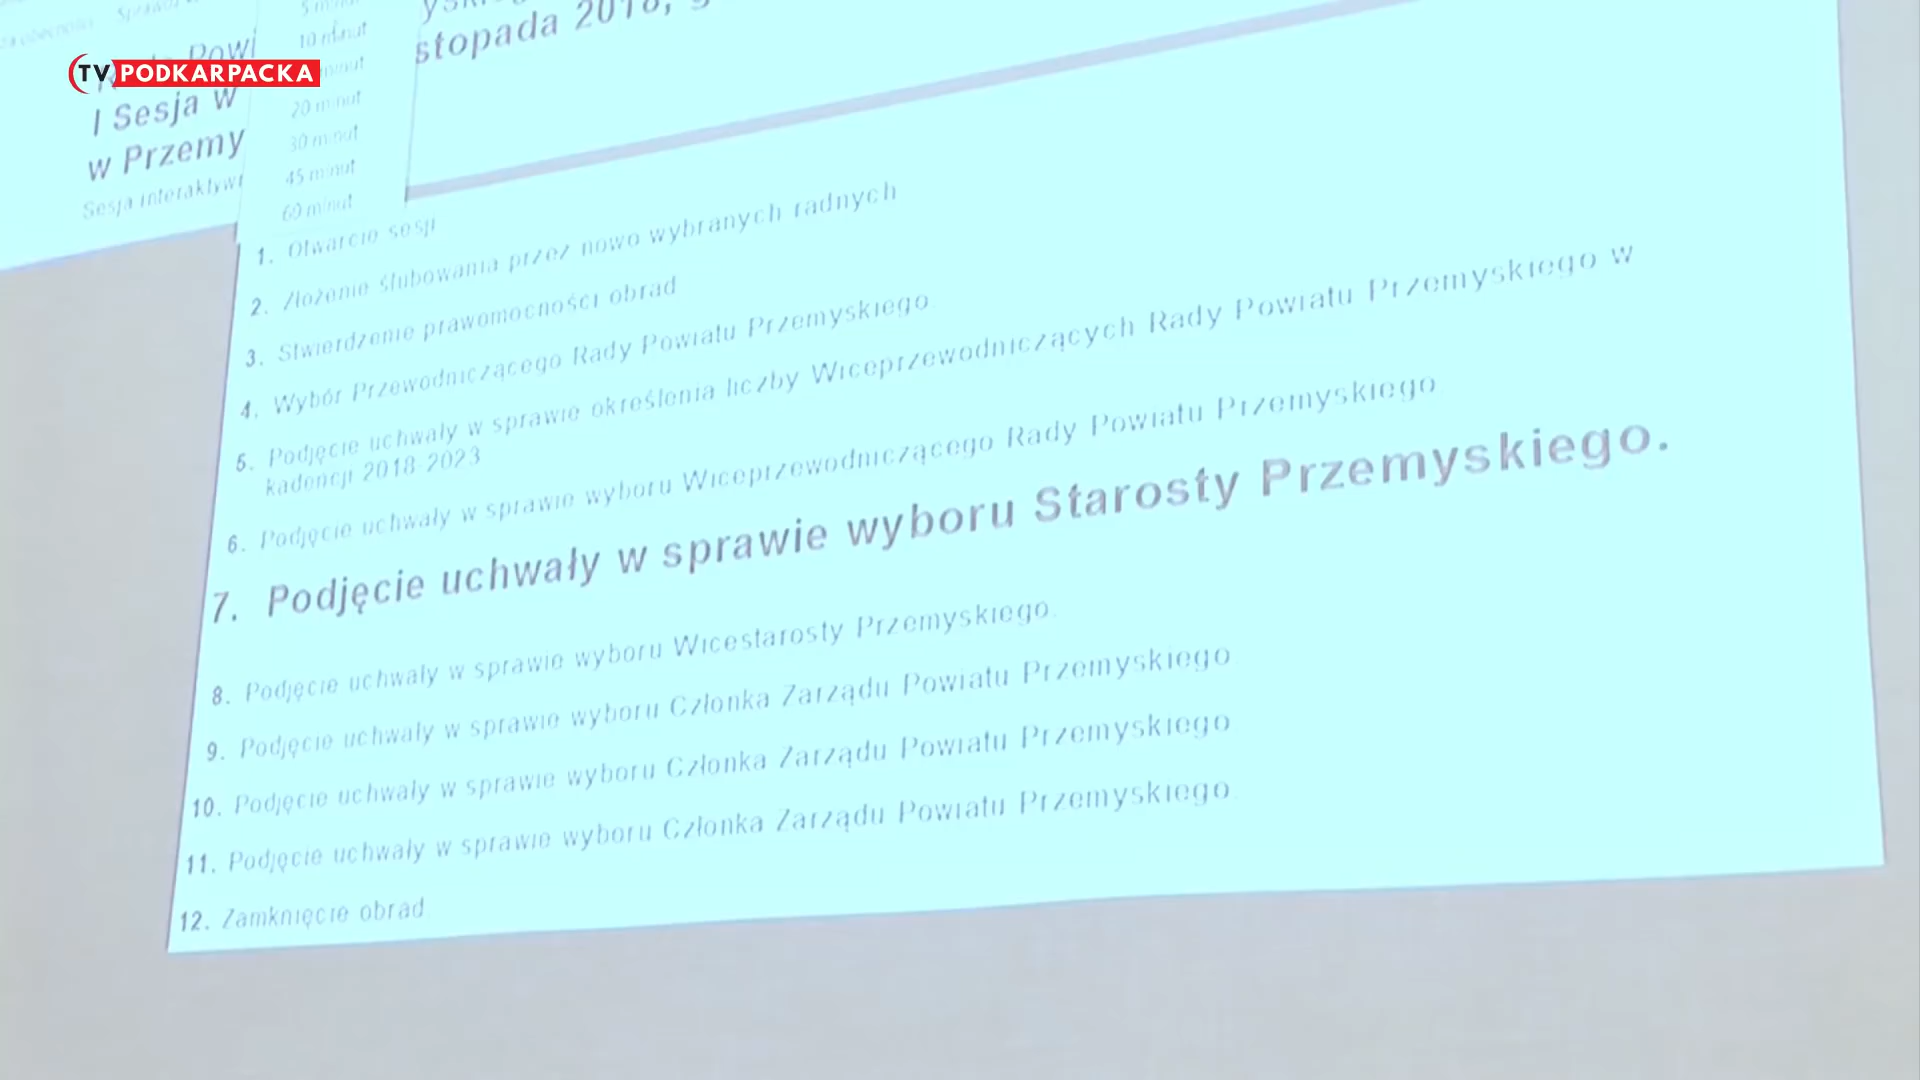 TV PODKARPACKA
I Sesja w
w Przemy
Sesja interaktywn
10 minut
20 minut
30 minut
45 minut
60 minut
stopada 2018,
1. Otwarcie sesji
2. Złożenie ślubowania przez nowo wybranych radnych
3. Stwierdzenie prawomocności obrad
4. Wybór Przewodniczącego Rady Powiatu Przemyskiego.
5. Podjęcie uchwały w sprawie określenia liczby Wiceprzewodniczących Rady Powiatu Przemyskiego w
kadencji 2018-2023
6. Podjęcie uchwały w sprawie wyboru Wiceprzewodniczącego Rady Powiatu Przemyskiego
7. Podjęcie uchwały w sprawie wyboru Starosty Przemyskiego.
8. Podjęcie uchwały w sprawie wyboru Wicestarosty Przemyskiego.
9. Podjęcie uchwały w sprawie wyboru Członka Zarządu Powiatu Przemyskiego
10. Podjęcie uchwały w sprawie wyboru Członka Zarządu Powiatu Przemyskiego
11. Podjęcie uchwały w sprawie wyboru Członka Zarządu Powiatu Przemyskiego.
12. Zamknięcie obrad.